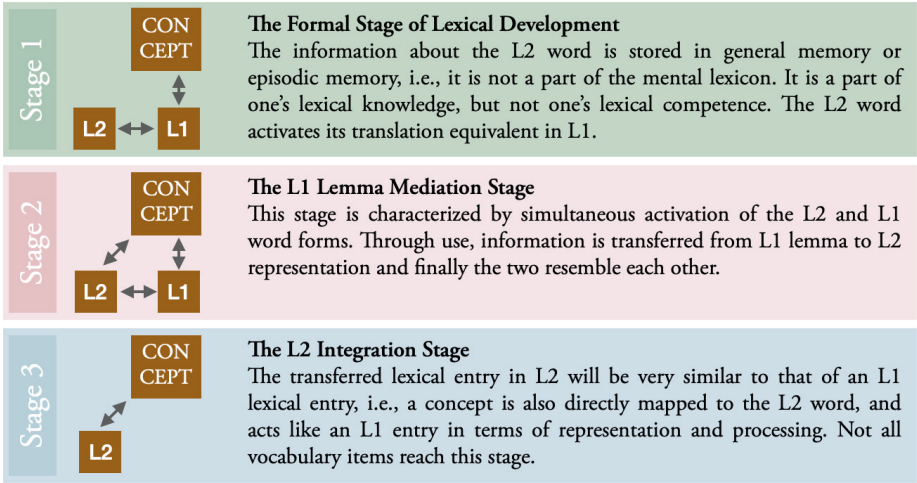 Stage 1
CON
CEPT
L2
L1
The Formal Stage of Lexical Development
The information about the L2 word is stored in general memory or
episodic memory, i.e., it is not a part of the mental lexicon. It is a part of
one’s lexical knowledge, but not one’s lexical competence. The L2 word
activates its translation equivalent in L1.
Stage 2
CON
CEPT
L2
L1
The L1 Lemma Mediation Stage
This stage is characterized by simultaneous activation of the L2 and L1
word forms. Through use, information is transferred from L1 lemma to L2
representation and finally the two resemble each other.
Stage 3
CON
CEPT
L2
The L2 Integration Stage
The transferred lexical entry in L2 will be very similar to that of an L1
lexical entry, i.e., a concept is also directly mapped to the L2 word, and
acts like an L1 entry in terms of representation and processing. Not all
vocabulary items reach this stage.